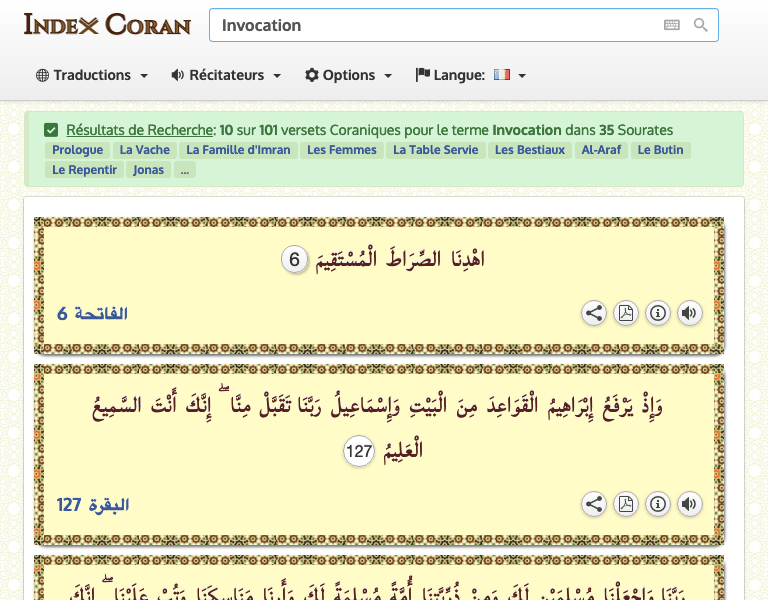 INDEX CORAN
Invocation
Traductions Récitateurs Options Langue:
Résultats de Recherche: 10 sur 101 versets Coraniques pour le terme Invocation dans 35 Sourates
Prologue La Vache La Famille d'Imran Les Femmes La Table Servie Les Bestiaux Al-Araf Le Butin
Le Repentir Jonas ...
اهْدِنَا الصِّرَاطَ الْمُسْتَقِيمَ 6
الفاتحة 6
وَإِذْ يَرْفَعُ إِبْرَاهِيمُ الْقَوَاعِدَ مِنَ الْبَيْتِ وَإِسْمَاعِيلُ رَبَّنَا تَقَبَّلْ مِنَّا ۖ إِنَّكَ أَنْتَ السَّمِيعُ
الْعَلِيمُ 127
البقرة 127
رَبَّنَا وَاجْعَلْنَا مُسْلِمَيْنِ لَكَ وَمِنْ ذُرِّيَّتِنَا أُمَّةً مُسْلِمَةً لَكَ وَأَرِنَا مَنَاسِكَنَا وَتُبْ عَلَيْنَا ۖ إِنَّكَ